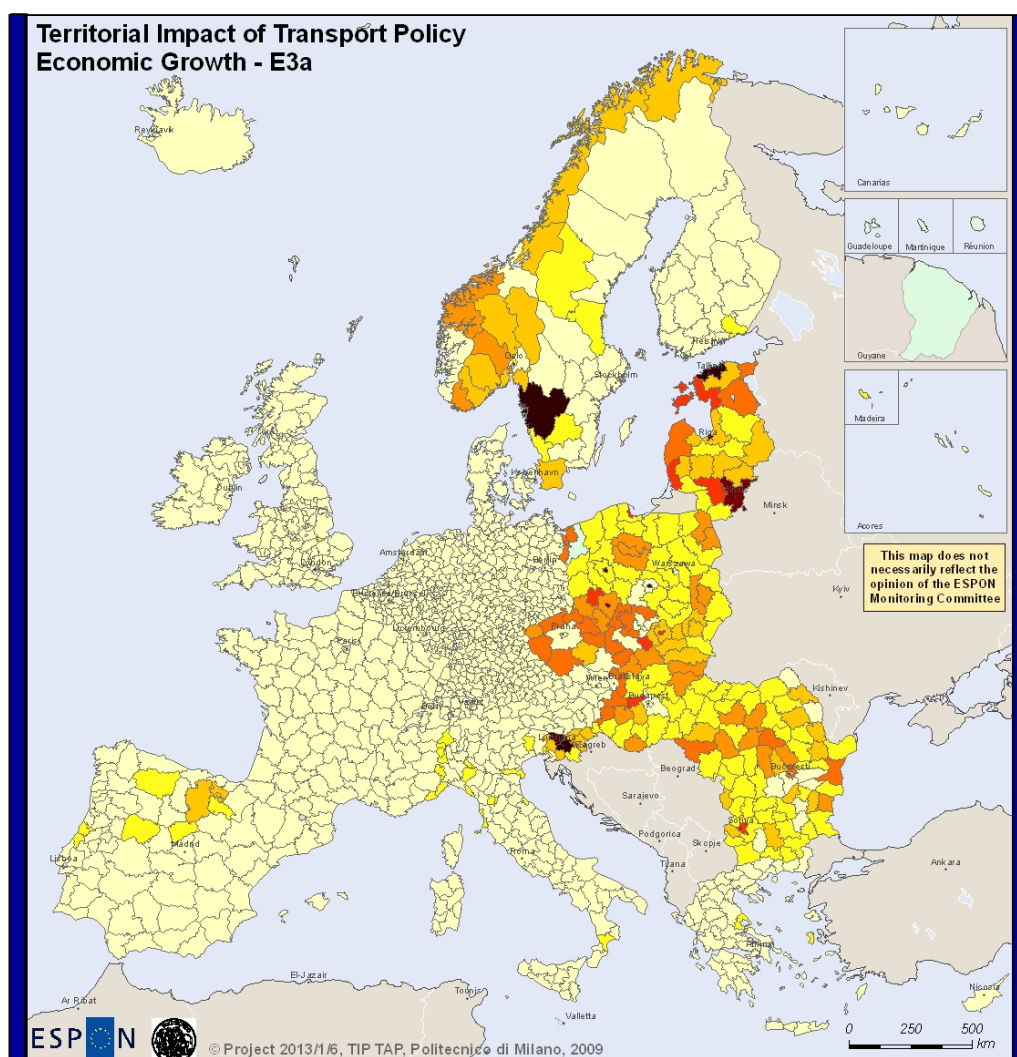 Territorial Impact of Transport Policy
Economic Growth - E3a
Reykjavik
Canarias
Guadeloupe
Martinique
Réunion
Guyane
Madeira
Acores
This map does not
necessarily reflect the
opinion of the ESPON
Monitoring Committee
Oslo
Helsinki
Stockholm
Tallinn
Riga
København
Dublin
London
Minsk
Amsterdam
Berlin
Warszawa
Kyiv
Luxembourg
Paris
Praha
Wien
Bratislava
Budapest
Kishinev
Bern
Vaduz
Zagreb
Beograd
Bucuresti
Sarajevo
Sofiya
Podgorica
Skopje
Tirana
Roma
Madrid
Lisboa
Ankara
Athinai
El-Jazair
Tounis
Ar Ribat
Valletta
Nicosia
0 250 500
km
ESPON
© Project 2013/1/6, TIP TAP, Politecnico di Milano, 2009